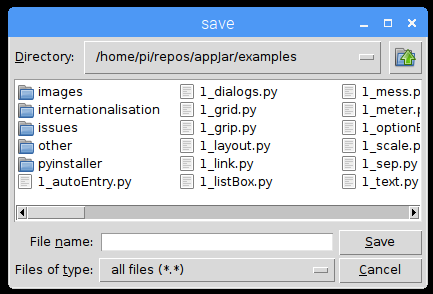 save
Directory: /home/pi/repos/appJar/examples
images 1_dialogs.py 1_mess.p
internationalisation 1_grid.py 1_meter.p
issues 1_grip.py 1_optionE
other 1_layout.py 1_scale.p
pyinstaller 1_link.py 1_sep.py
1_autoEntry.py 1_listBox.py 1_text.py
File name: Save
Files of type: all files (*.*) Cancel